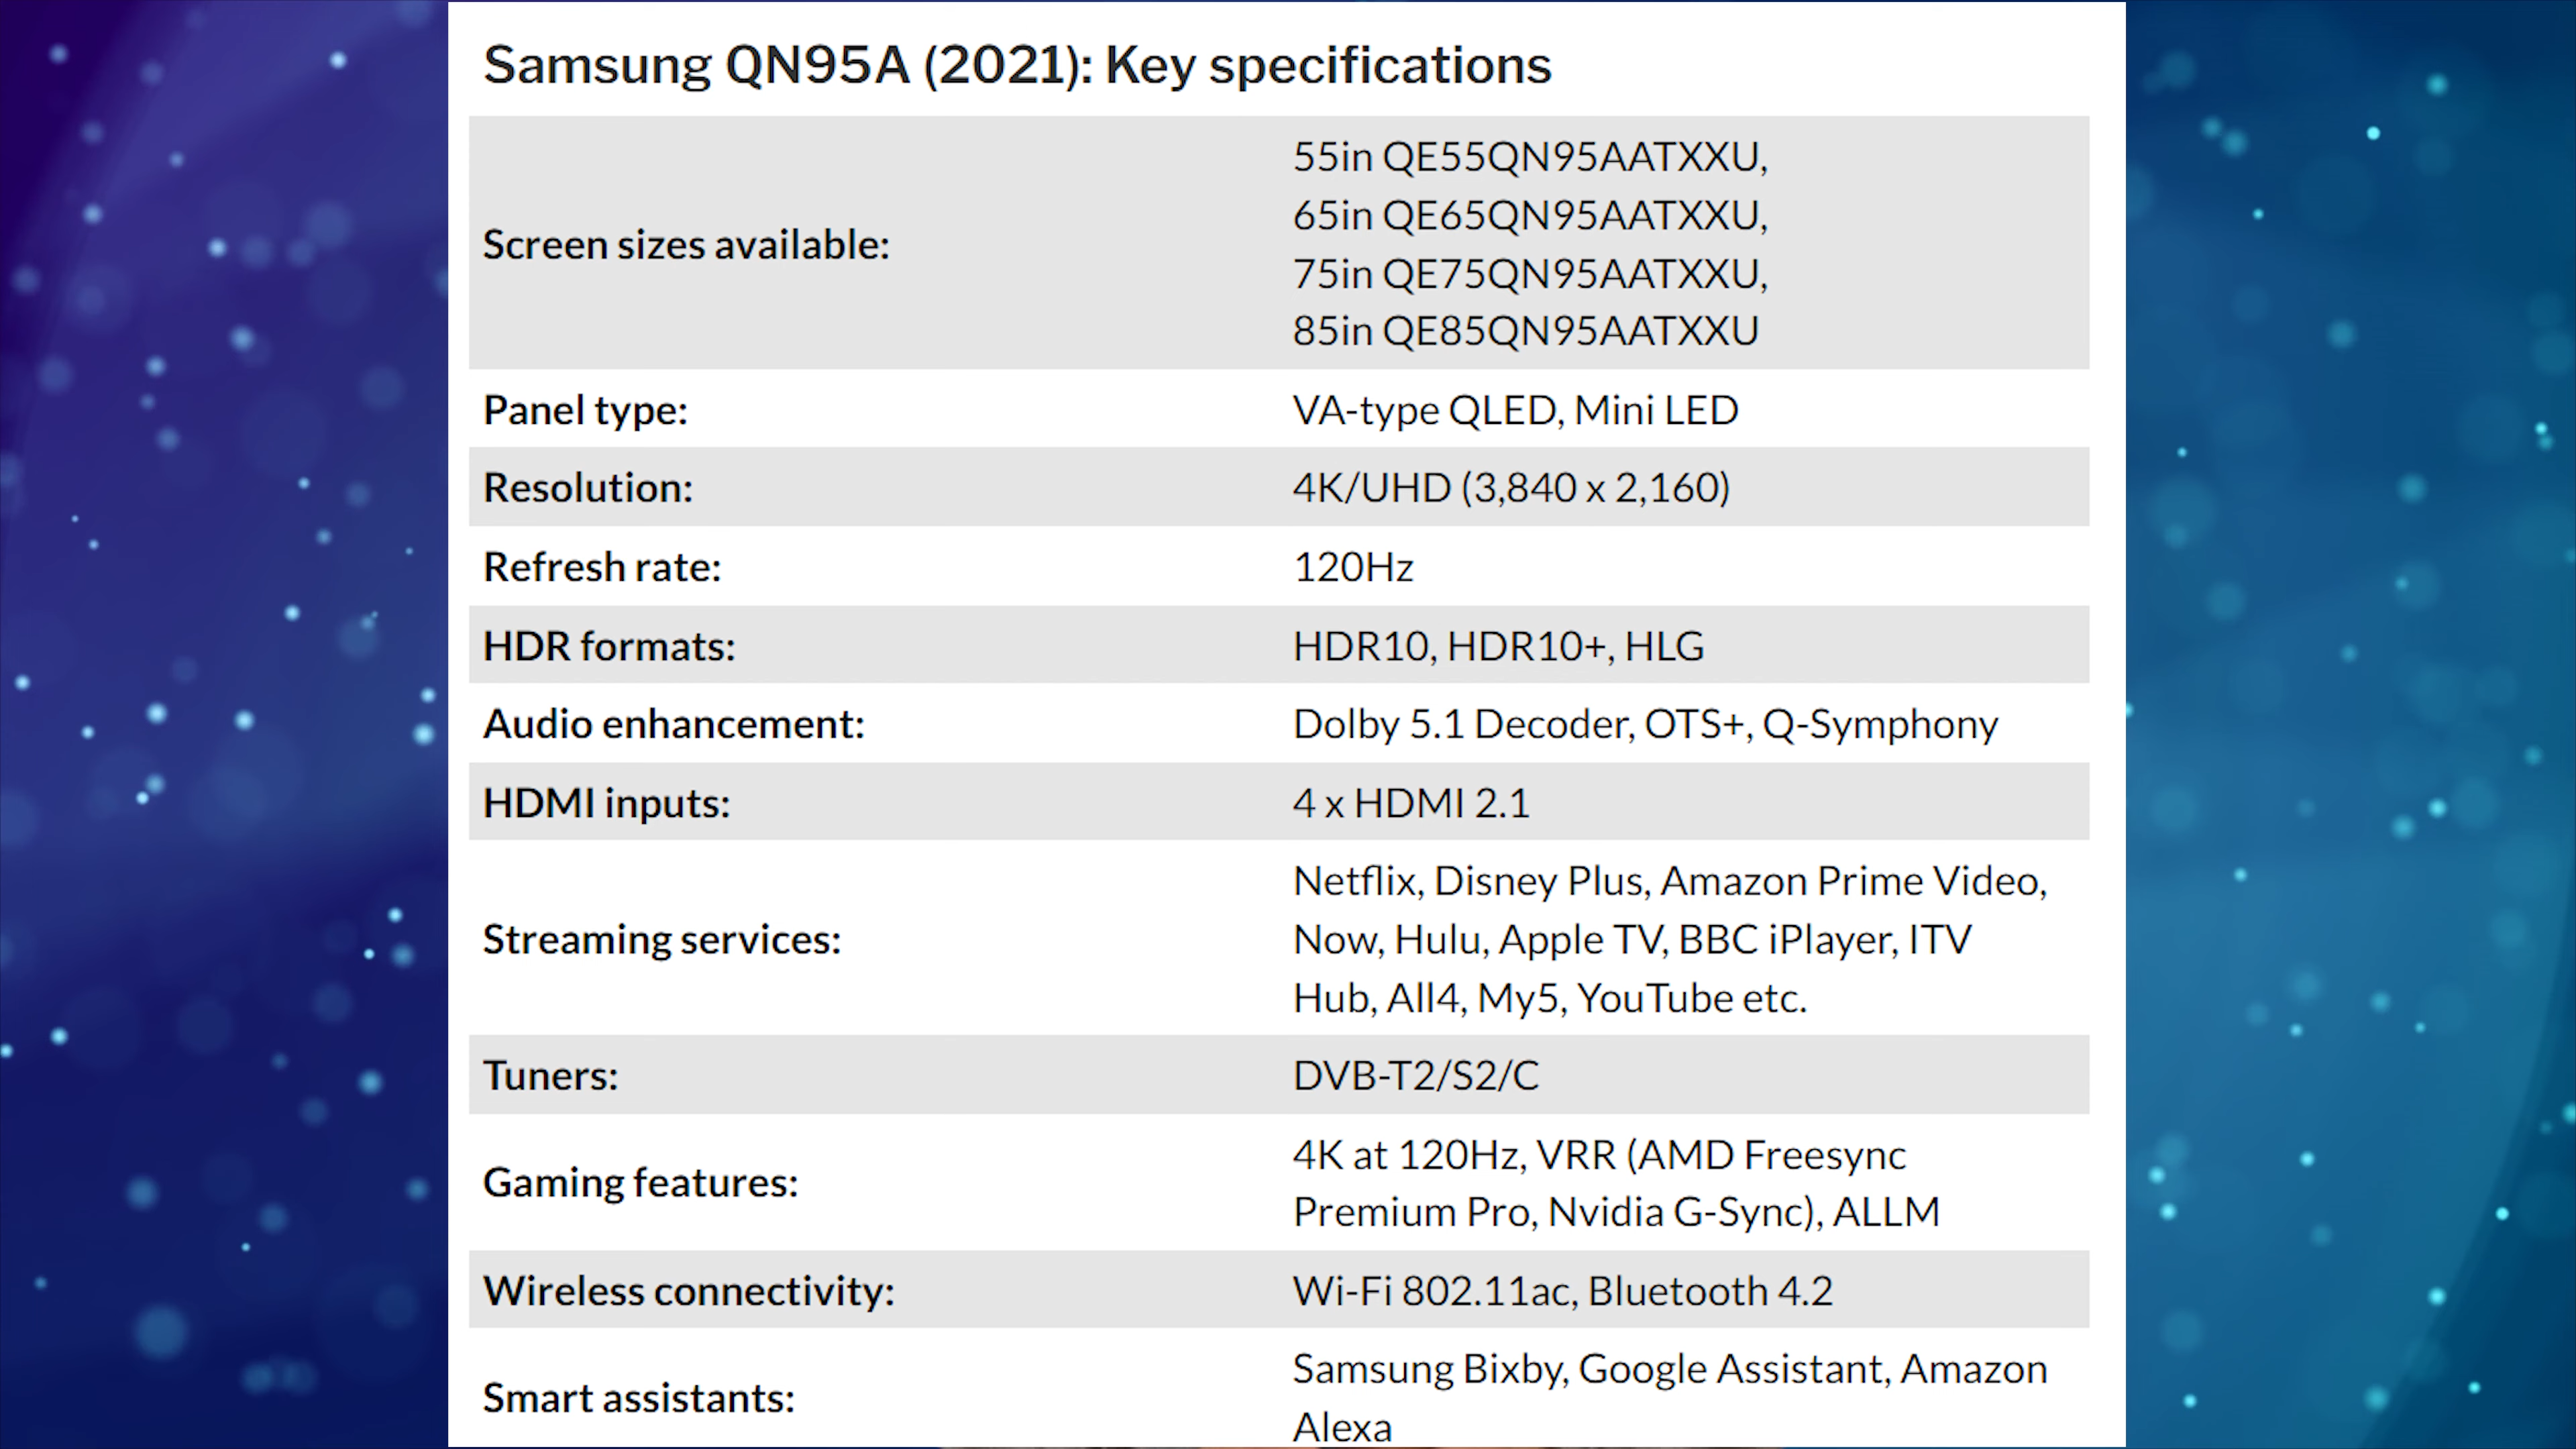 Samsung QN95A (2021): Key specifications
Screen sizes available:
55in QE55QN95AATXXU,
65in QE65QN95AATXXU,
75in QE75QN95AATXXU,
85in QE85QN95AATXXU
Panel type:
VA-type QLED, Mini LED
Resolution:
4K/UHD (3,840 x 2,160)
Refresh rate:
120Hz
HDR formats:
HDR10, HDR10+, HLG
Audio enhancement:
Dolby 5.1 Decoder, OTS+, Q-Symphony
HDMI inputs:
4 x HDMI 2.1
Streaming services:
Netflix, Disney Plus, Amazon Prime Video,
Now, Hulu, Apple TV, BBC iPlayer, ITV
Hub, All4, My5, YouTube etc.
Tuners:
DVB-T2/S2/C
Gaming features:
4K at 120Hz, VRR (AMD Freesync
Premium Pro, Nvidia G-Sync), ALLM
Wireless connectivity:
Wi-Fi 802.11ac, Bluetooth 4.2
Smart assistants:
Samsung Bixby, Google Assistant, Amazon
Alexa